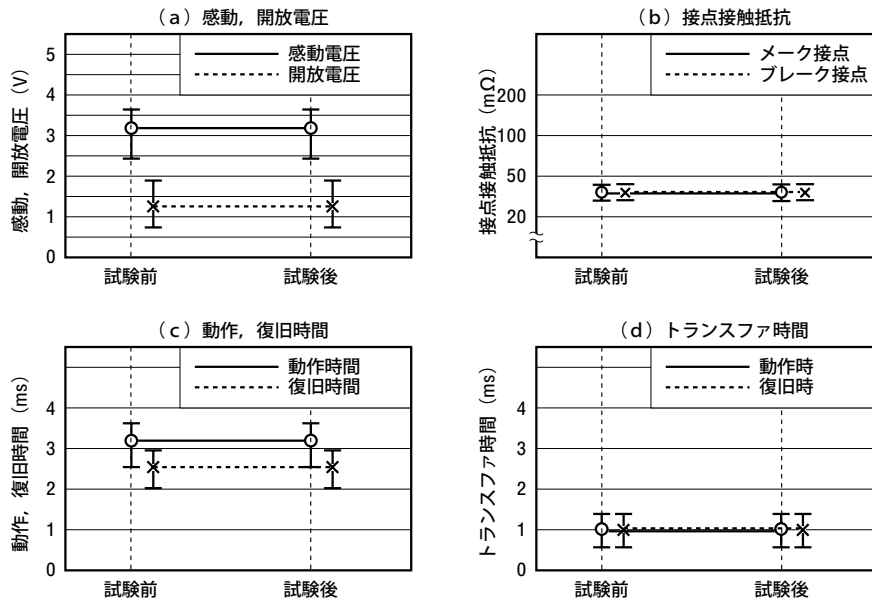 (a)感動，開放電圧
感動電圧
開放電圧
感動，開放電圧（V）
5
4
3
2
1
0
試験前
試験後
(b)接点接触抵抗
メーク接点
ブレーク接点
接点接触抵抗（mΩ）
200
100
50
20
試験前
試験後
(c)動作，復旧時間
動作時間
復旧時間
動作，復旧時間（ms）
4
3
2
1
0
試験前
試験後
(d)トランスファ時間
動作時
復旧時
トランスファ時間（ms）
4
3
2
1
0
試験前
試験後